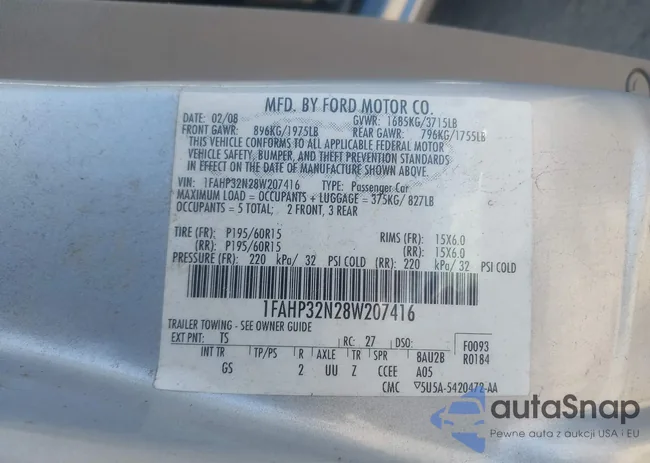 MFD. BY FORD MOTOR CO.
DATE: 02/08 GVWR: 1685KG/3715LB
FRONT GAWR: 896KG/1975LB REAR GAWR: 796KG/1755LB
THIS VEHICLE CONFORMS TO ALL APPLICABLE FEDERAL MOTOR
VEHICLE SAFETY, BUMPER, AND THEFT PREVENTION STANDARDS
IN EFFECT ON THE DATE OF MANUFACTURE SHOWN ABOVE.
VIN: 1FAHP32N28W207416 TYPE: Passenger Car
MAXIMUM LOAD = OCCUPANTS + LUGGAGE = 375KG/ 827LB
OCCUPANTS = 5 TOTAL; 2 FRONT, 3 REAR
TIRE (FR): P195/60R15 RIMS (FR): 15X6.0
(RR): P195/60R15 (RR): 15X6.0
PRESSURE (FR): 220 kPa/ 32 PSI COLD (RR): 220 kPa/ 32 PSI COLD
1FAHP32N28W207416
TRAILER TOWING - SEE OWNER GUIDE
EXT PNT: TS RC: 27 DSO: F0093
INT TR TP/PS R AXLE TR SPR 8AU2B R0184
GS 2 UU Z CCEE A05
CMC ▽5U5A-5420472-AA
autoSnap
Pewne auto z aukcji USA i EU